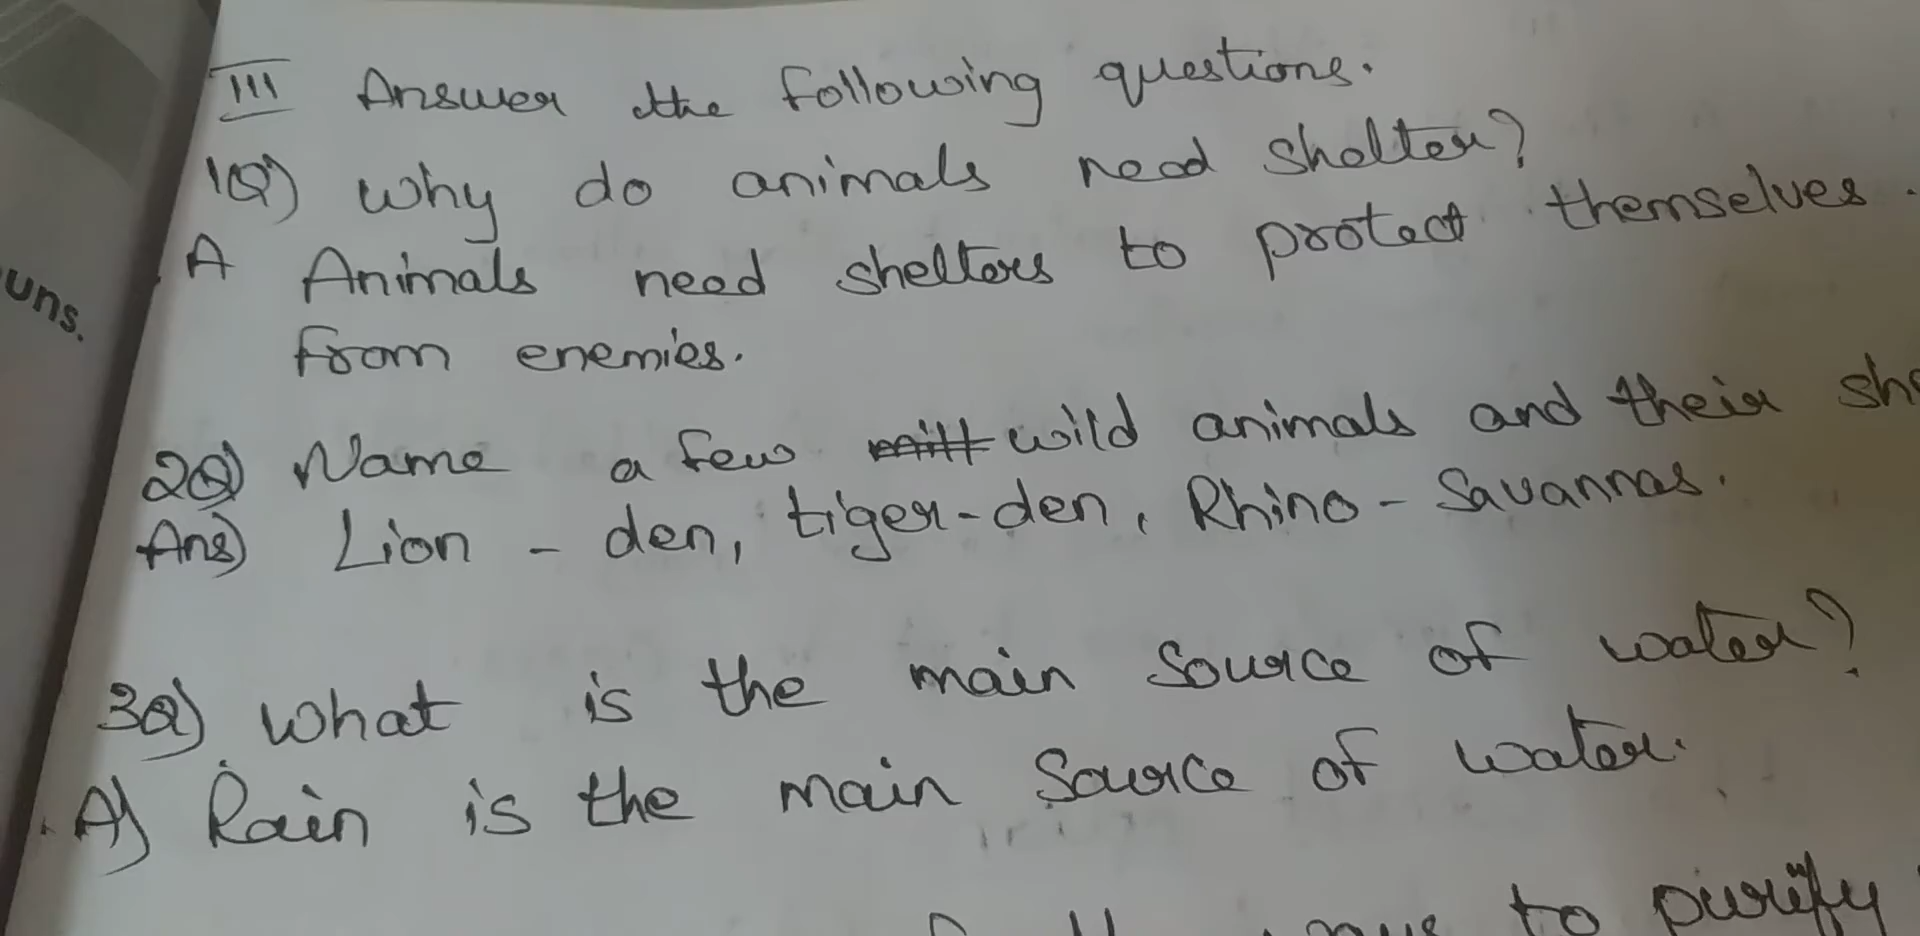 III Answer the following questions.
1Q) Why do animals need shelter?
A Animals need shelters to protect themselves.
from enemies.
2Q) Name a few wild animals and their
Ans) Lion - den, tiger-den, Rhino - Savannas.
3Q) What is the main source of water?
A) Rain is the main source of water.
to purify
uns.